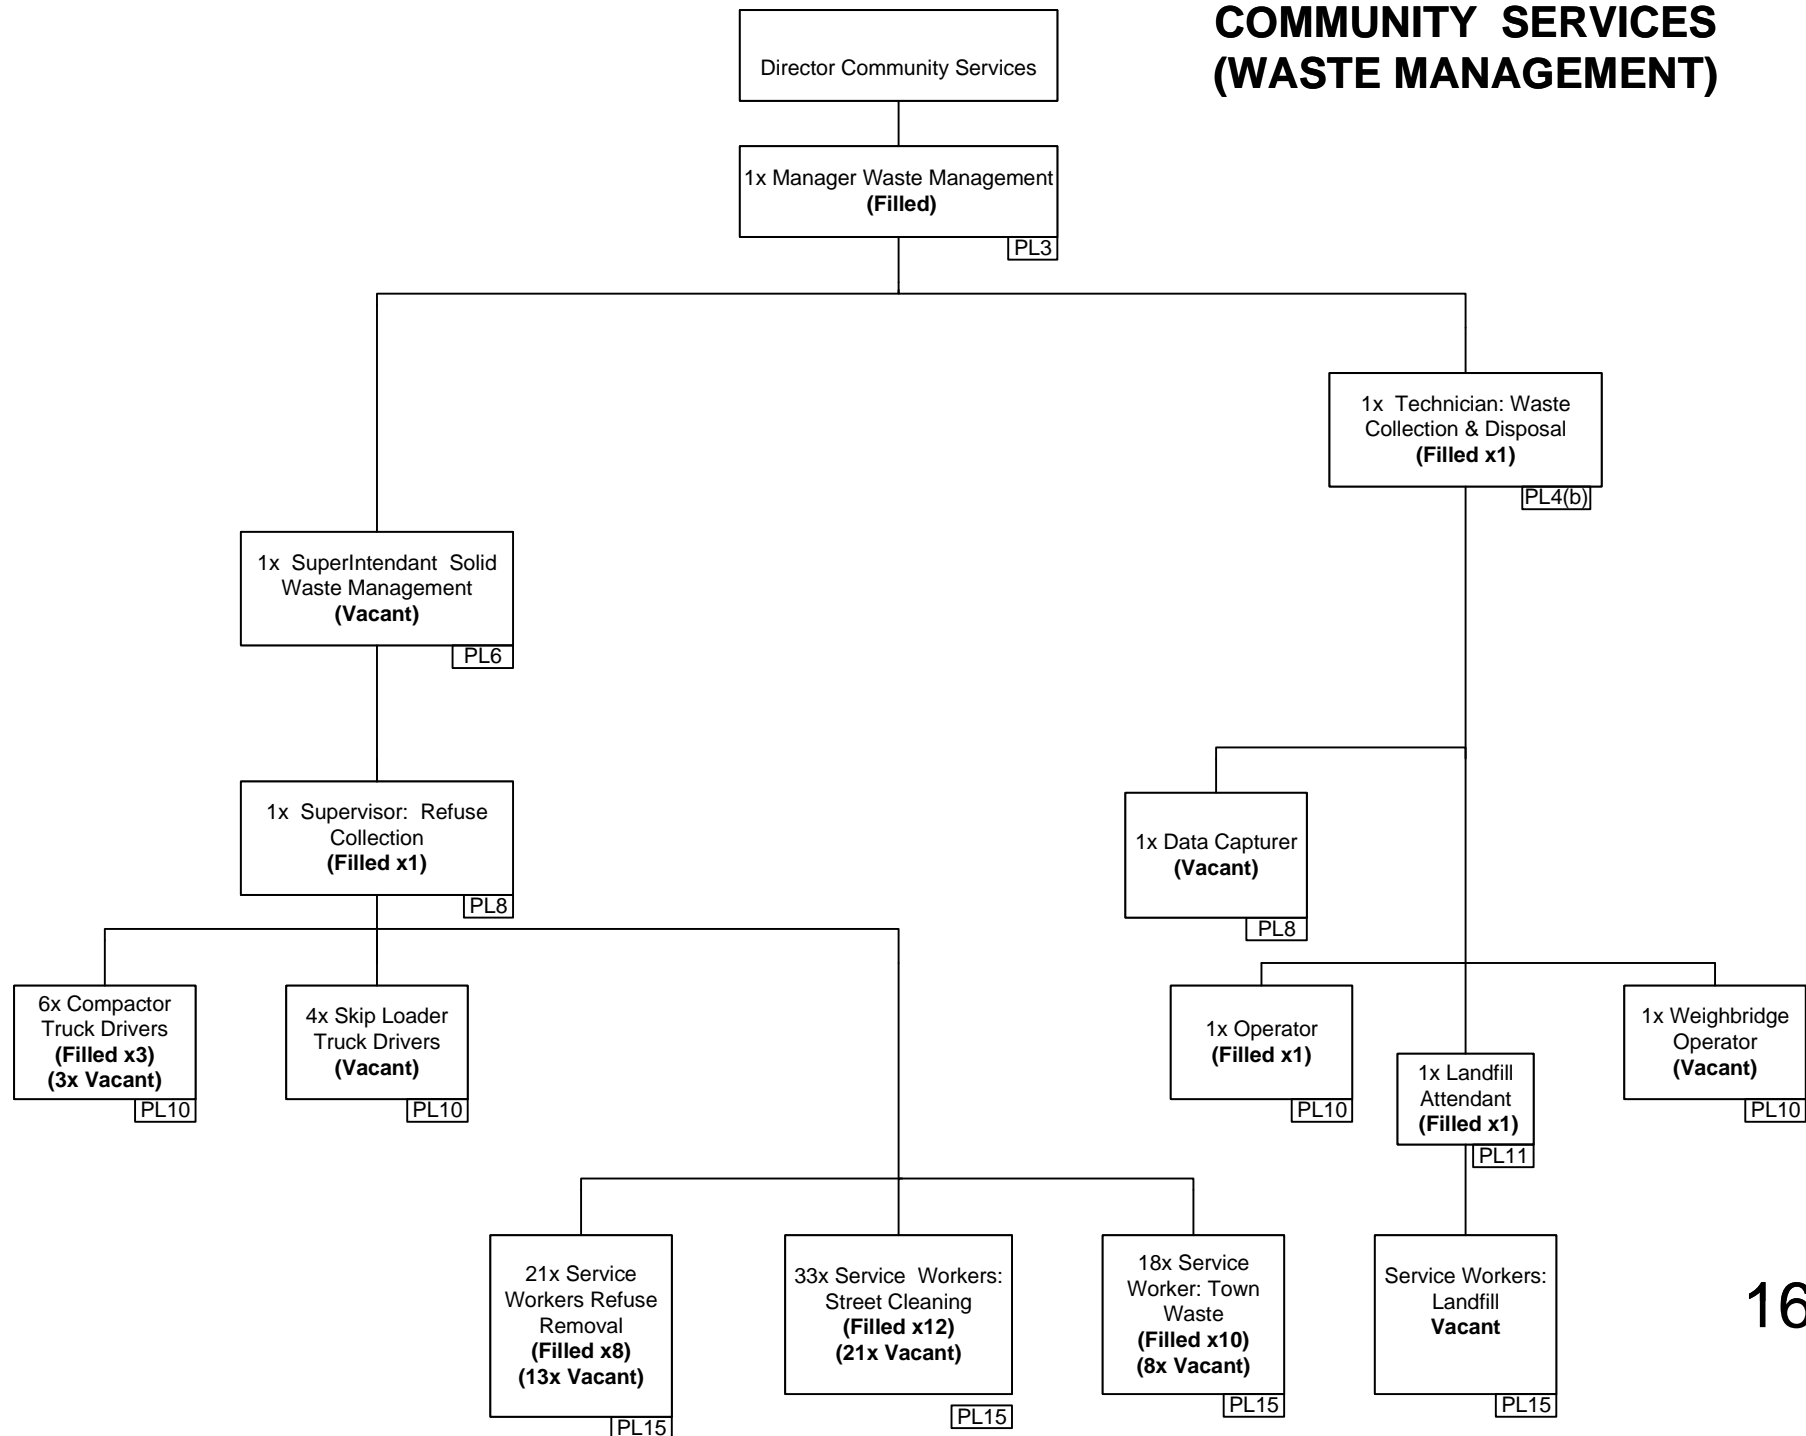 COMMUNITY SERVICES
(WASTE MANAGEMENT)
Director Community Services
1x Manager Waste Management
(Filled)
PL3
1x Technician: Waste
Collection & Disposal
(Filled x1)
PL4(b)
1x SuperIntendant Solid
Waste Management
(Vacant)
PL6
1x Supervisor: Refuse
Collection
(Filled x1)
PL8
1x Data Capturer
(Vacant)
PL8
6x Compactor
Truck Drivers
(Filled x3)
(3x Vacant)
PL10
4x Skip Loader
Truck Drivers
(Vacant)
PL10
1x Operator
(Filled x1)
PL10
1x Landfill
Attendant
(Filled x1)
PL11
1x Weighbridge
Operator
(Vacant)
PL10
21x Service
Workers Refuse
Removal
(Filled x8)
(13x Vacant)
PL15
33x Service Workers:
Street Cleaning
(Filled x12)
(21x Vacant)
PL15
18x Service
Worker: Town
Waste
(Filled x10)
(8x Vacant)
PL15
Service Workers:
Landfill
Vacant
PL15
16